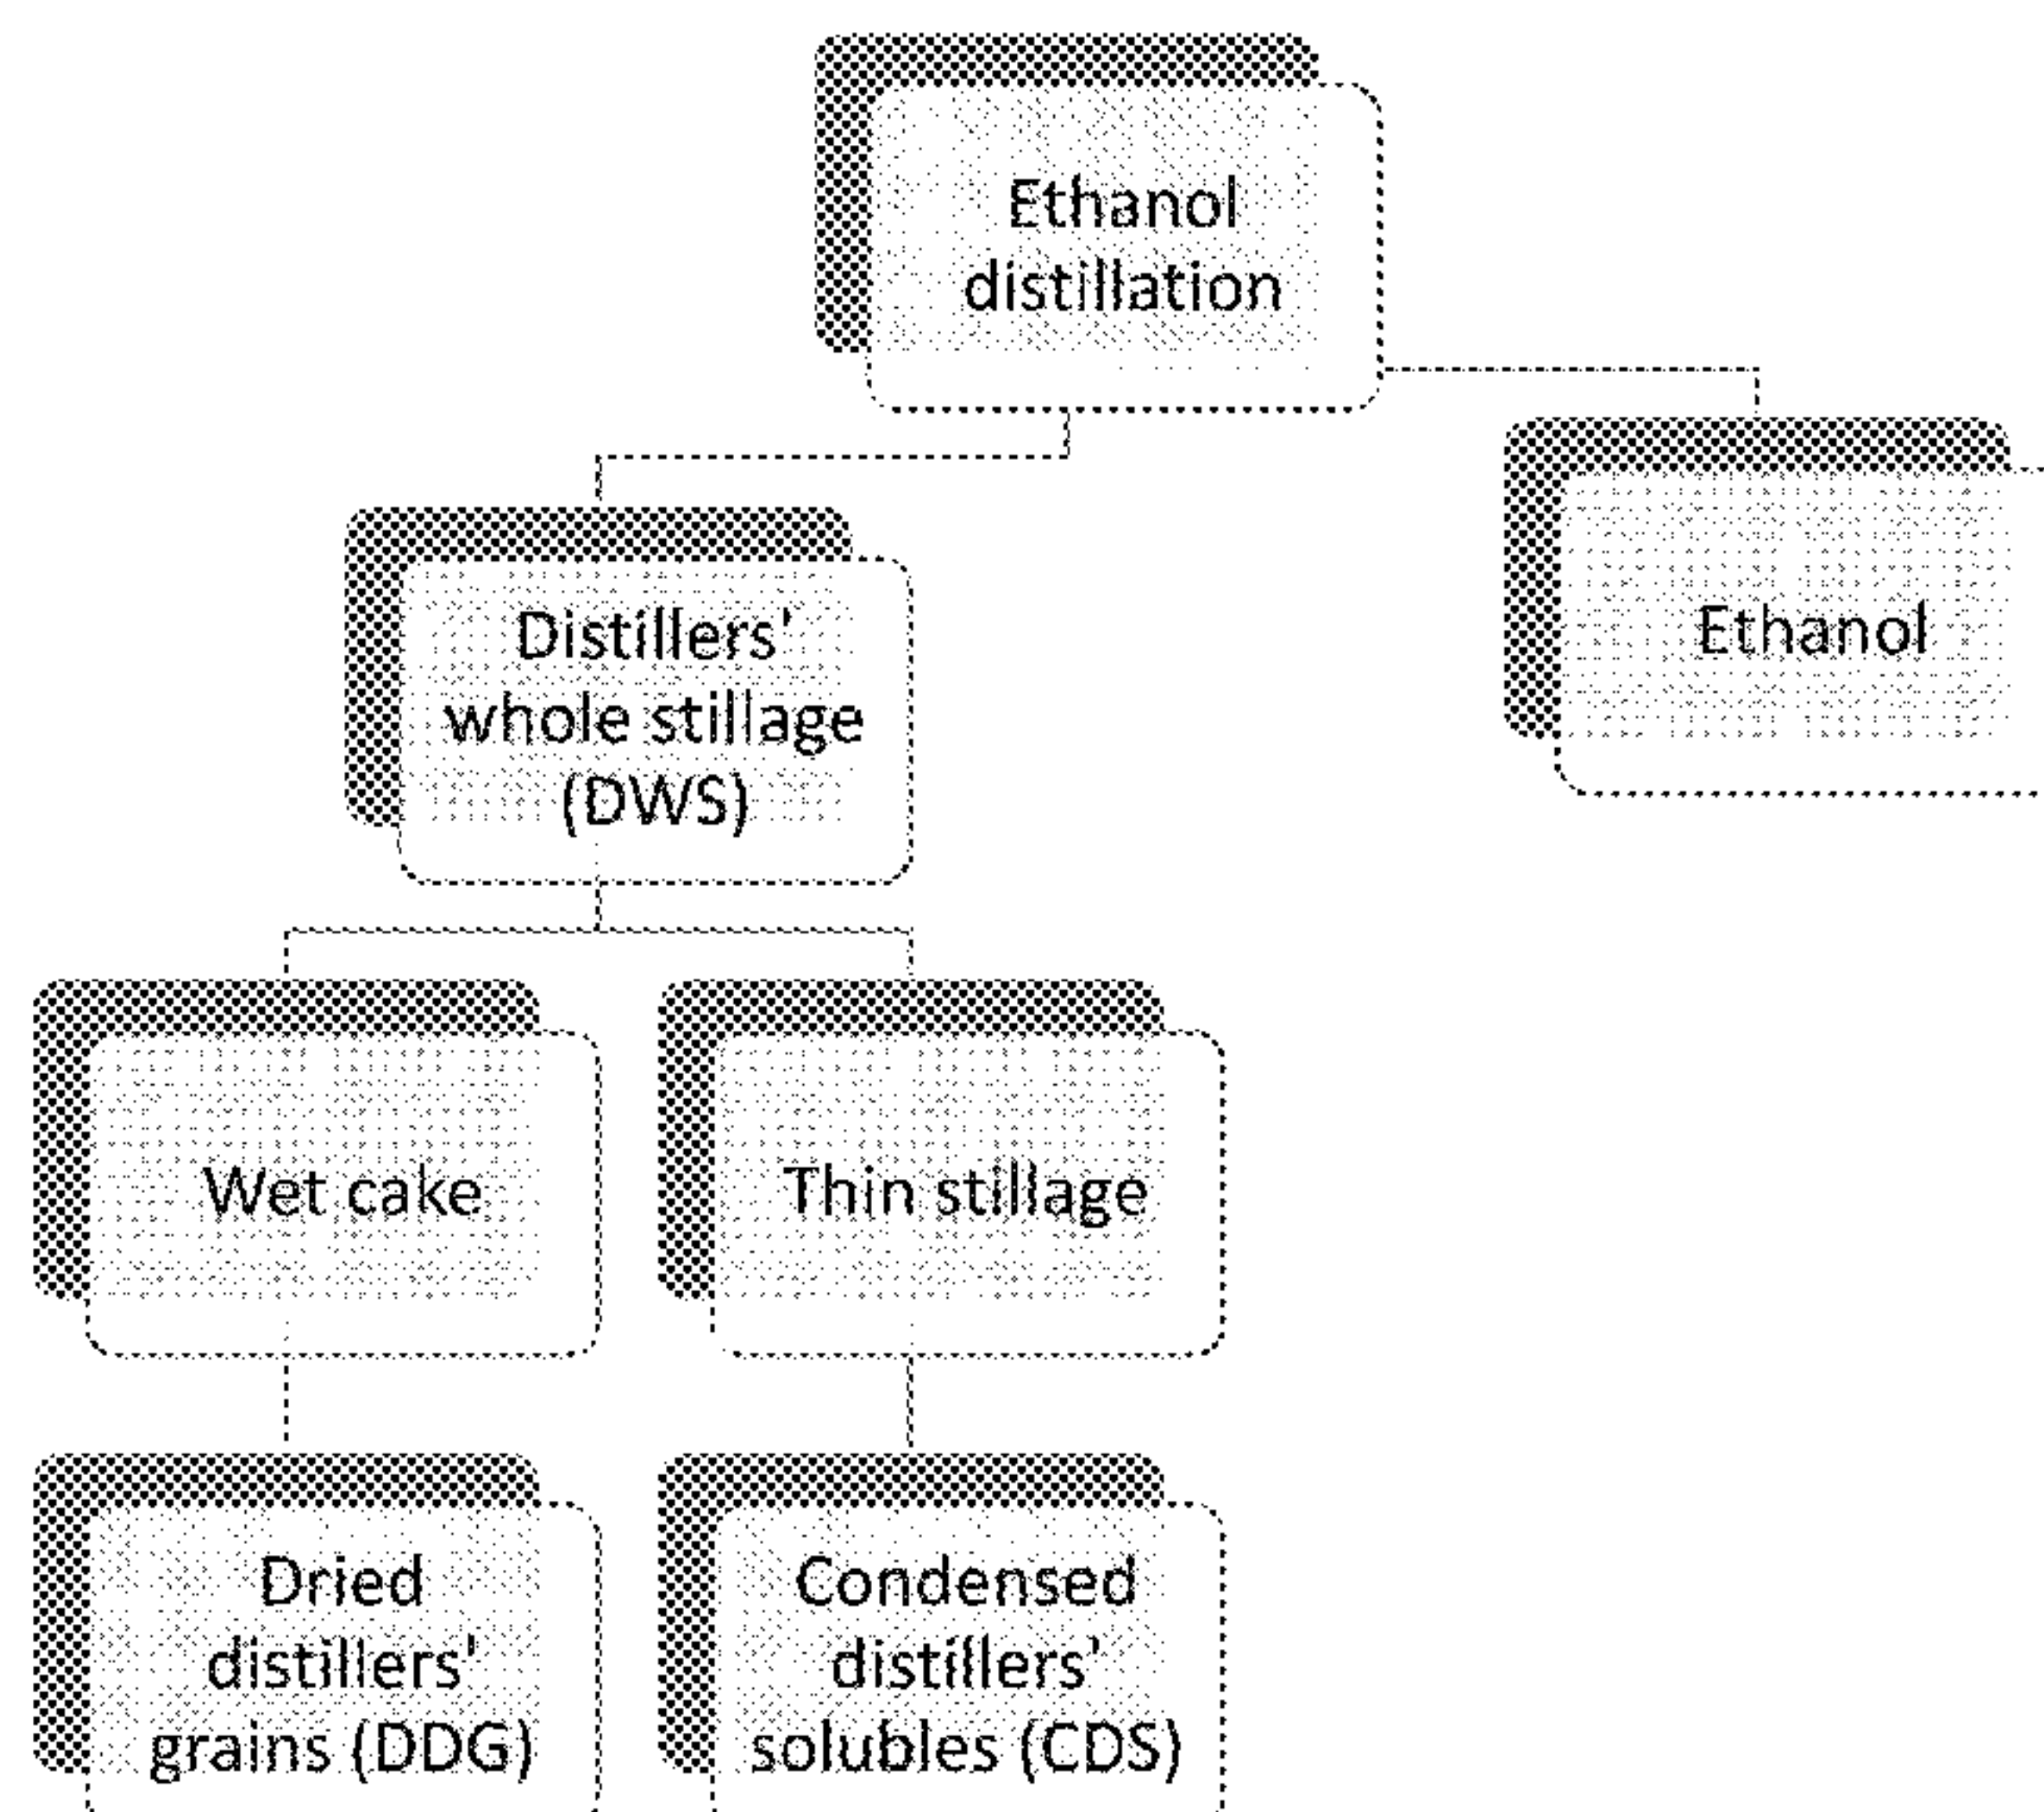 Ethanol
distillation
Ethanol
Distillers'
whole stillage
(DWS)
Wet cake
Thin stillage
Dried
distillers'
grains (DDG)
Condensed
distillers'
solubles (CDS)